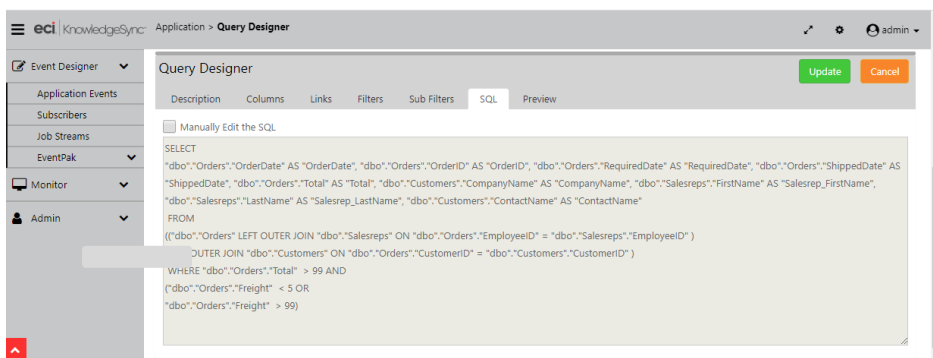 eci KnowledgeSync Application > Query Designer admin
Event Designer
Application Events
Subscribers
Job Streams
EventPak
Monitor
Admin
Query Designer
Update Cancel
Description Columns Links Filters Sub Filters SQL Preview
Manually Edit the SQL
SELECT
"dbo"."Orders"."OrderDate" AS "OrderDate", "dbo"."Orders"."OrderID" AS "OrderID", "dbo"."Orders"."RequiredDate" AS "RequiredDate", "dbo"."Orders"."ShippedDate" AS
"ShippedDate", "dbo"."Orders"."Total" AS "Total", "dbo"."Customers"."CompanyName" AS "CompanyName", "dbo"."Salesreps"."FirstName" AS "Salesrep_FirstName",
"dbo"."Salesreps"."LastName" AS "Salesrep_LastName", "dbo"."Customers"."ContactName" AS "ContactName"
FROM
(("dbo"."Orders" LEFT OUTER JOIN "dbo"."Salesreps" ON "dbo"."Orders"."EmployeeID" = "dbo"."Salesreps"."EmployeeID" )
OUTER JOIN "dbo"."Customers" ON "dbo"."Orders"."CustomerID" = "dbo"."Customers"."CustomerID" )
WHERE "dbo"."Orders"."Total" > 99 AND
("dbo"."Orders"."Freight" < 5 OR
"dbo"."Orders"."Freight" > 99)